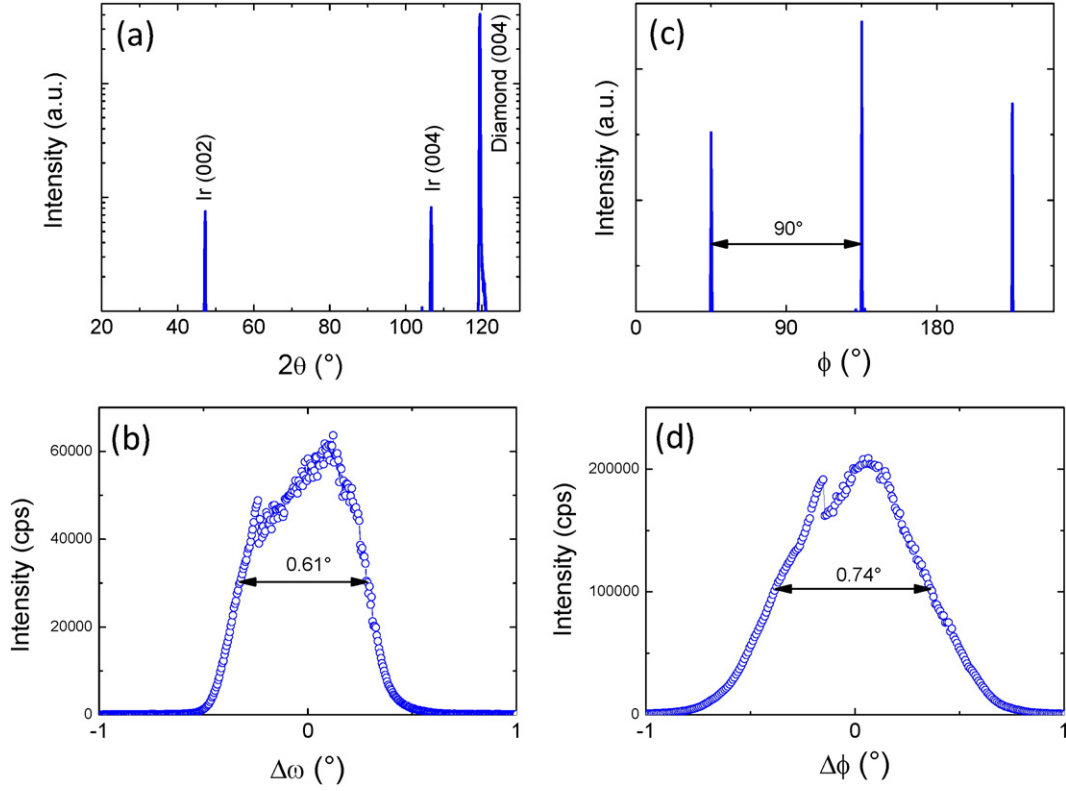 (a)
Intensity (a.u.)
Ir (002)
Ir (004)
Diamond (004)
20 40 60 80 100 120
2θ (°)
(c)
Intensity (a.u.)
90°
0 90 180
ϕ (°)
(b)
Intensity (cps)
60000
40000
20000
0
0.61°
-1 0 1
Δω (°)
(d)
Intensity (cps)
200000
100000
0
0.74°
-1 0 1
Δϕ (°)